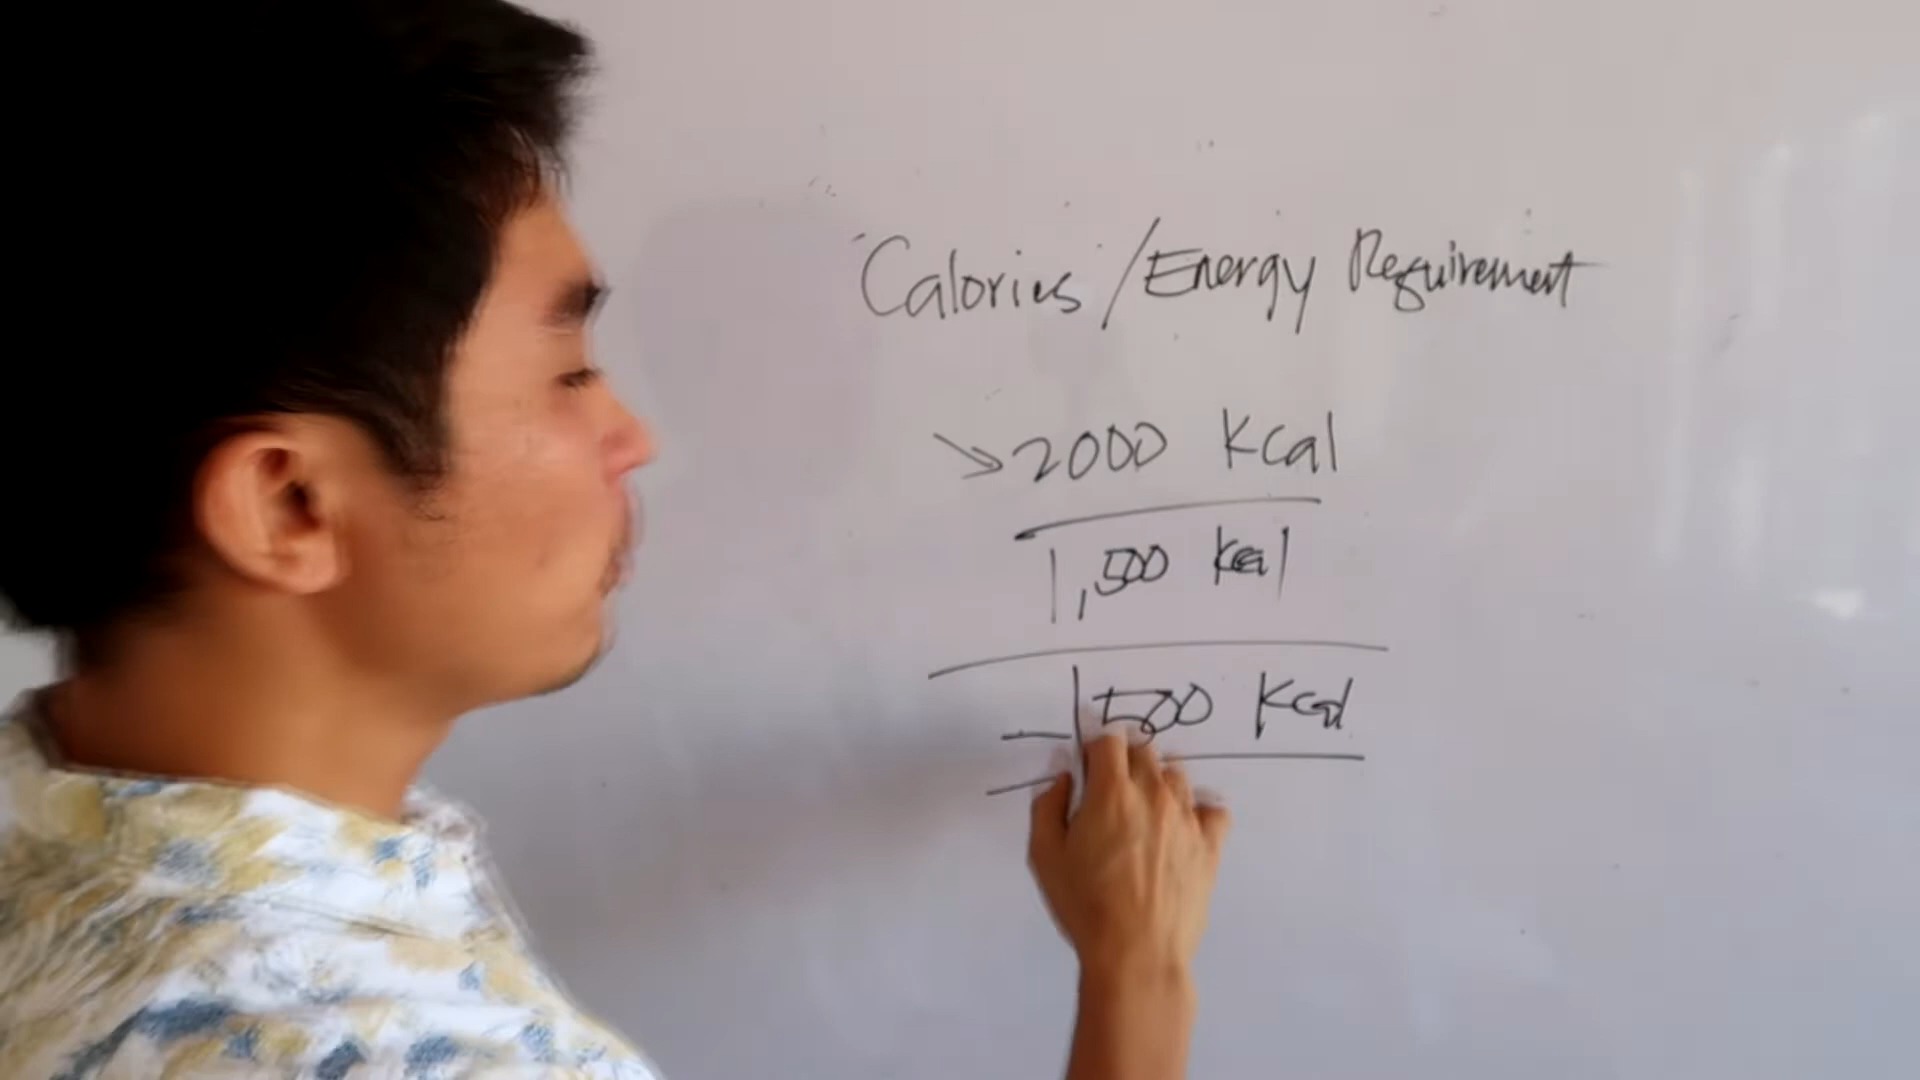 Calories/Energy Requirement
>2000 Kcal
1,500 Kcal
- 500 Kcal